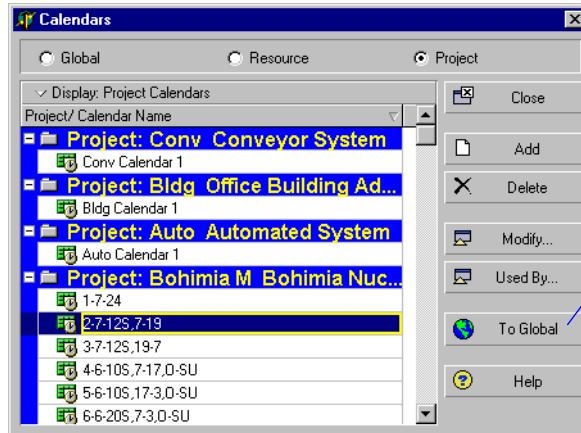 Calendars
Global Resource Project
Display: Project Calendars
Project/ Calendar Name
Project: Conv Conveyor System
Conv Calendar 1
Project: Bldg Office Building Ad...
Bldg Calendar 1
Project: Auto Automated System
Auto Calendar 1
Project: Bohimia M Bohimia Nuc...
1-7-24
2-7-12S,7-19
3-7-12S,19-7
4-6-10S,7-17,O-SU
5-6-10S,17-3,O-SU
6-6-20S,7-3,O-SU
Close
Add
Delete
Modify...
Used By...
To Global
Help